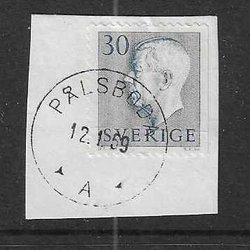 30
PÅLSBODA
12.1.59
SVERIGE
A